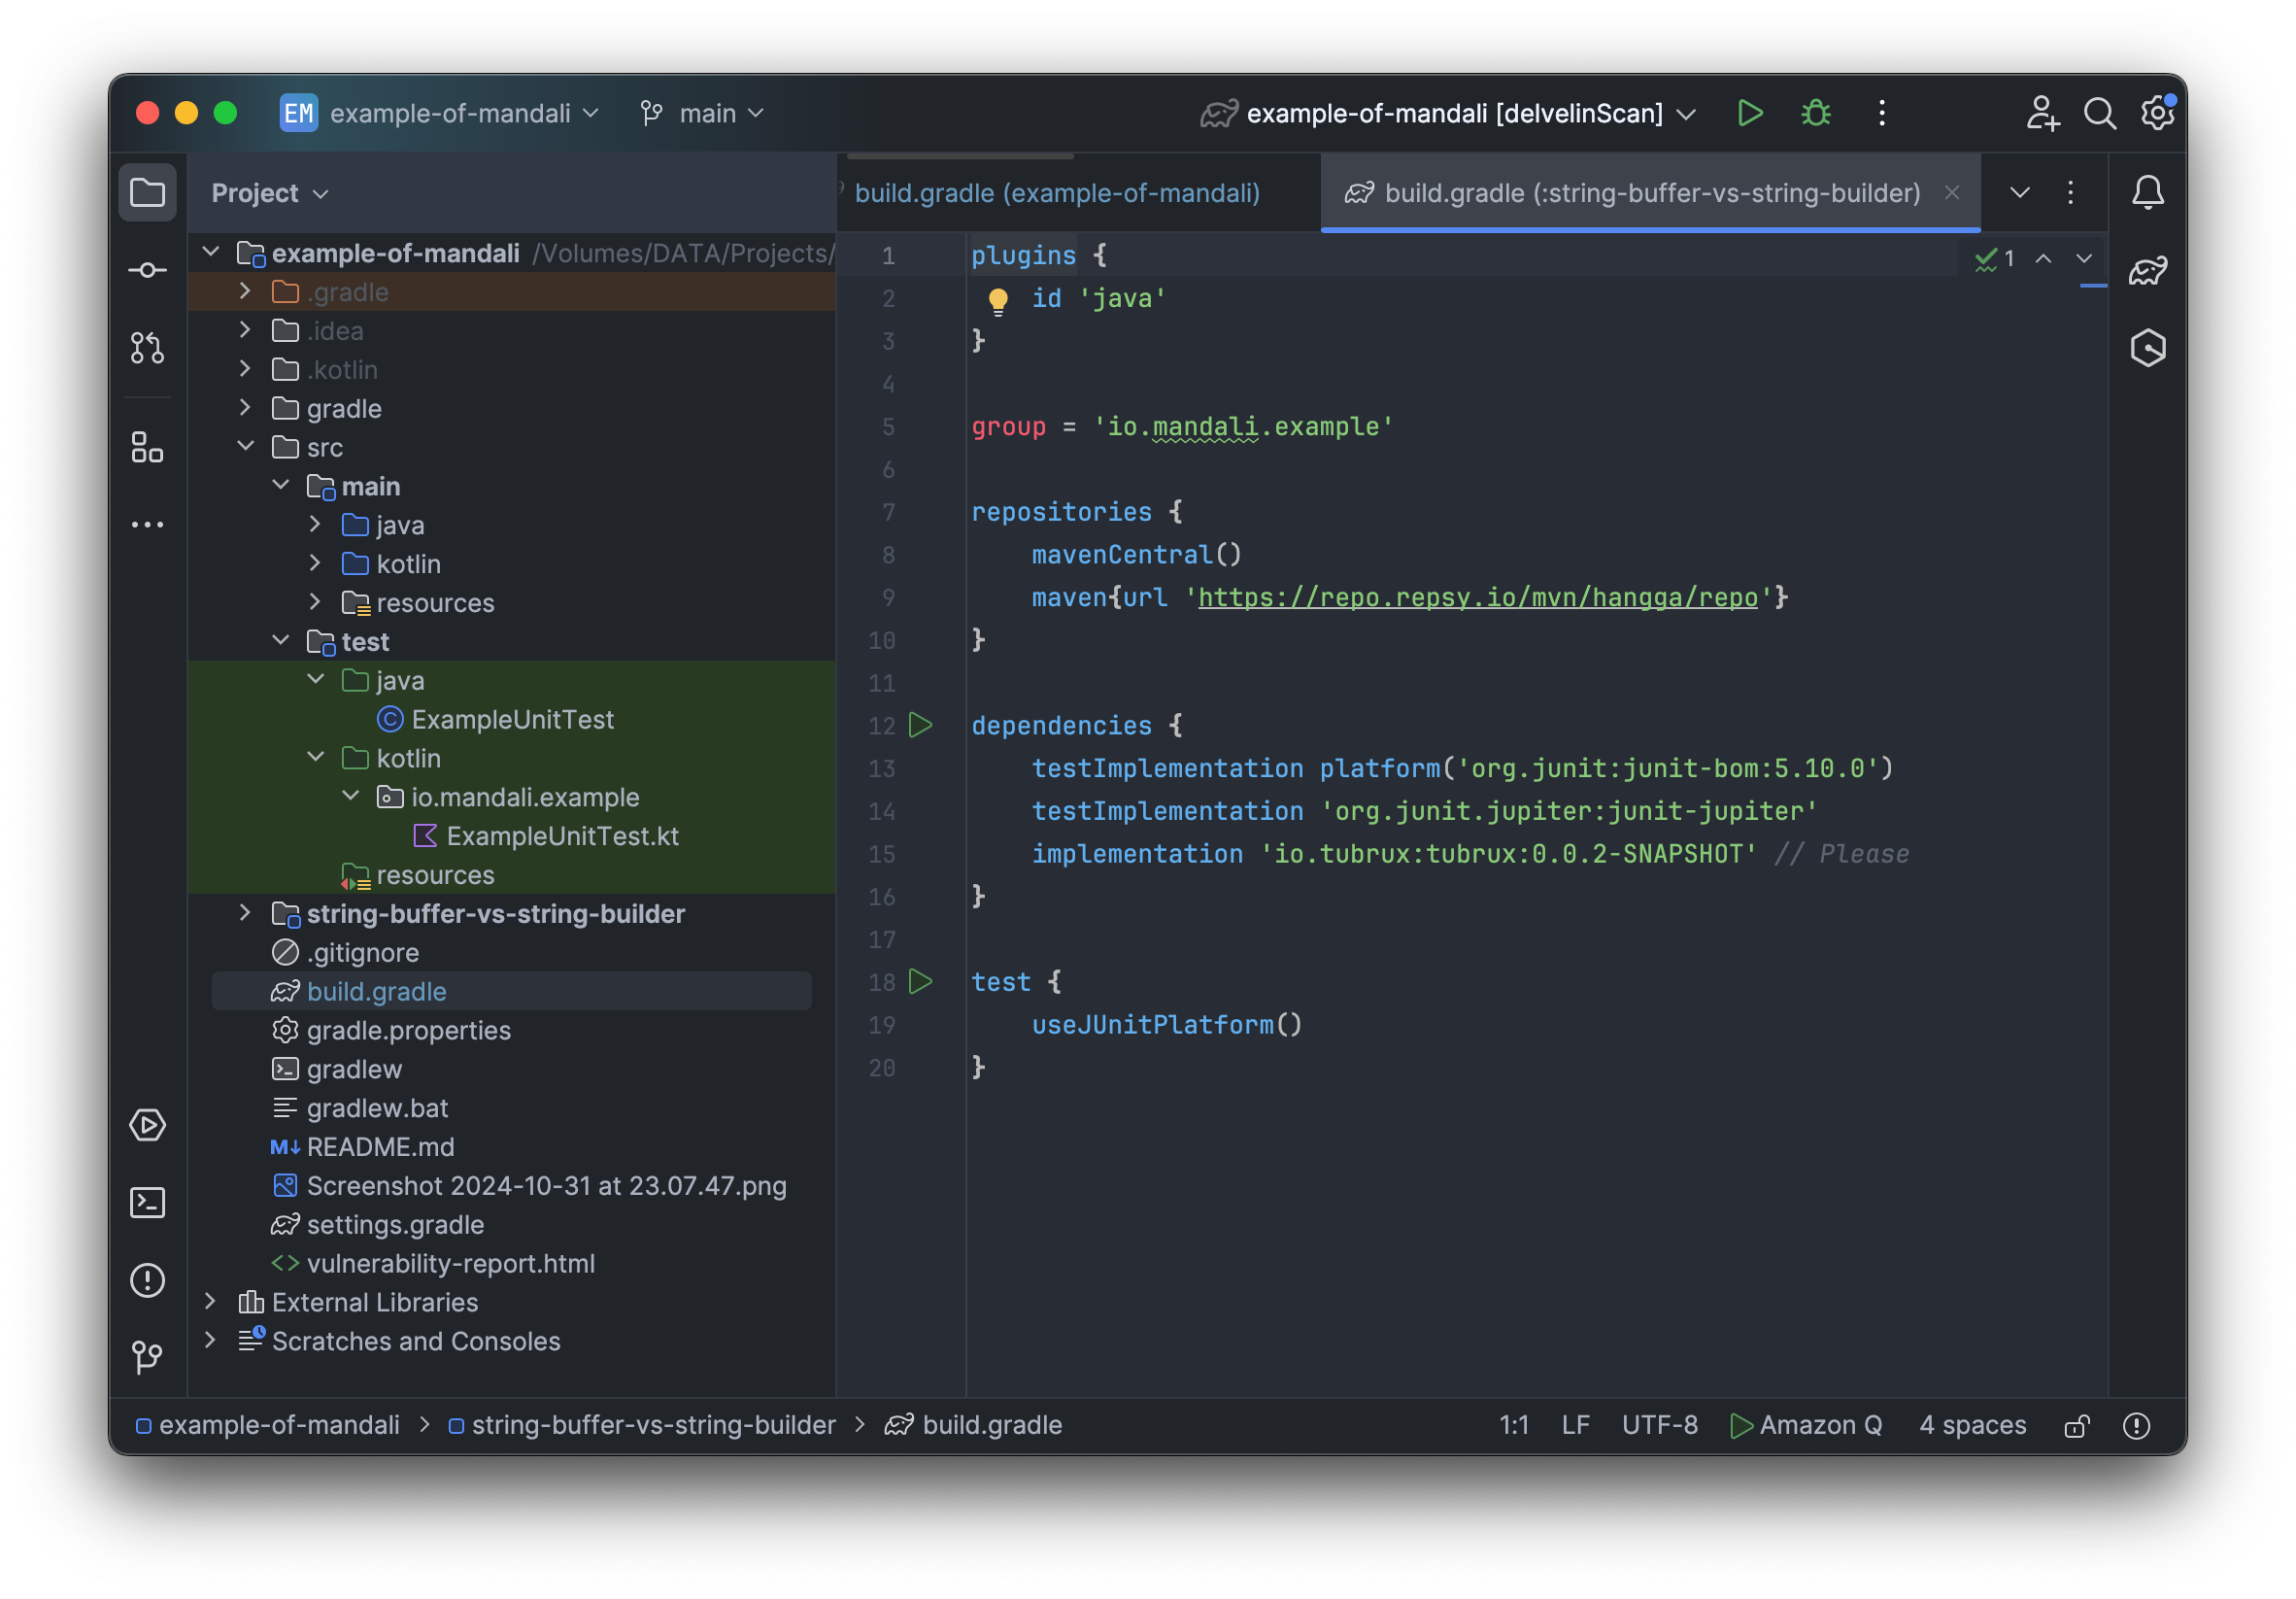 EM example-of-mandali main example-of-mandali [delvelinScan]
Project
build.gradle (example-of-mandali) build.gradle (:string-buffer-vs-string-builder)
example-of-mandali /Volumes/DATA/Projects/
.gradle
.idea
.kotlin
gradle
src
main
java
kotlin
resources
test
java
ExampleUnitTest
kotlin
io.mandali.example
ExampleUnitTest.kt
resources
string-buffer-vs-string-builder
.gitignore
build.gradle
gradle.properties
gradlew
gradlew.bat
README.md
Screenshot 2024-10-31 at 23.07.47.png
settings.gradle
vulnerability-report.html
External Libraries
Scratches and Consoles
1 plugins {
2 id 'java'
3 }
4
5 group = 'io.mandali.example'
6
7 repositories {
8 mavenCentral()
9 maven{url 'https://repo.repsy.io/mvn/hangga/repo'}
10 }
11
12 dependencies {
13 testImplementation platform('org.junit:junit-bom:5.10.0')
14 testImplementation 'org.junit.jupiter:junit-jupiter'
15 implementation 'io.tubrux:tubrux:0.0.2-SNAPSHOT' // Please
16 }
17
18 test {
19 useJUnitPlatform()
20 }
1
example-of-mandali > string-buffer-vs-string-builder > build.gradle
1:1 LF UTF-8 Amazon Q 4 spaces